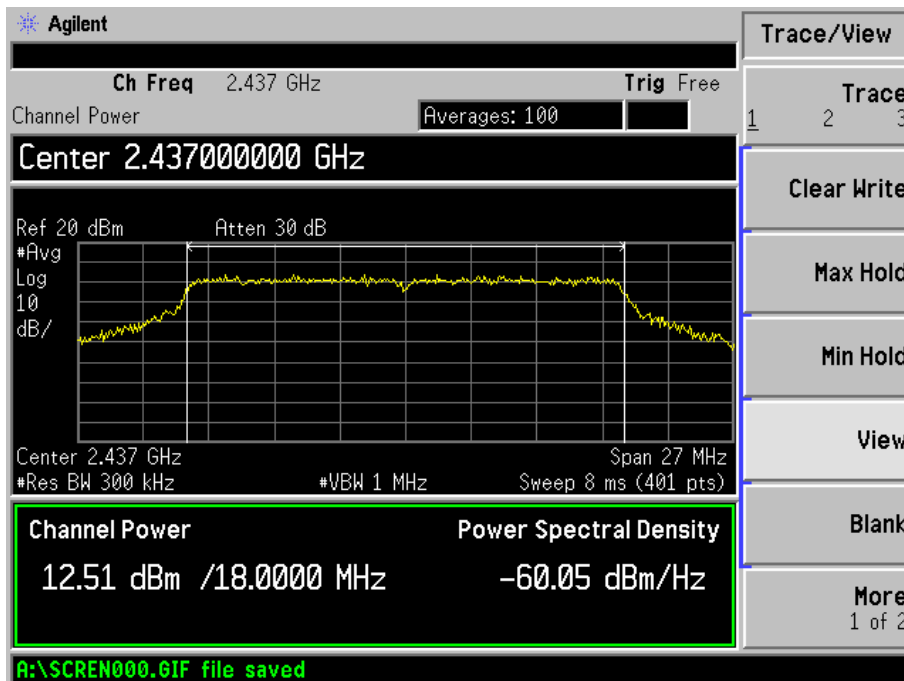 Agilent
Trace/View
Ch Freq 2.437 GHz Trig Free
Channel Power Averages: 100
Trace
1 2 3
Center 2.437000000 GHz
Clear Write
Ref 20 dBm Atten 30 dB
#Avg
Log
10
dB/
Max Hold
Min Hold
View
Center 2.437 GHz Span 27 MHz
#Res BW 300 kHz #VBW 1 MHz Sweep 8 ms (401 pts)
Blank
Channel Power Power Spectral Density
12.51 dBm /18.0000 MHz -60.05 dBm/Hz
More
1 of 2
A:\SCREN000.GIF file saved